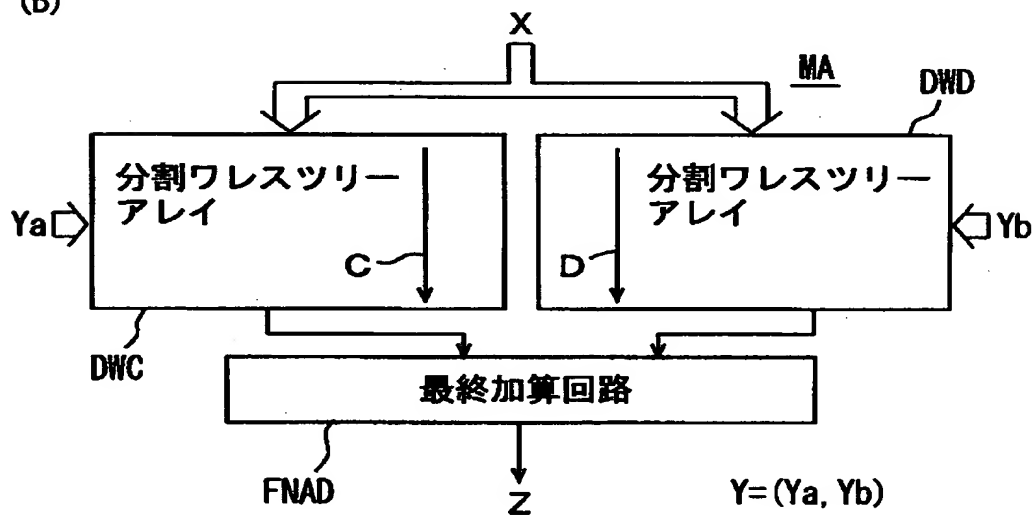 (B)
X
MA
DWD
分割ワレスツリー
アレイ
分割ワレスツリー
アレイ
Ya
Yb
C
D
DWC
最終加算回路
FNAD
Z
Y=(Ya, Yb)